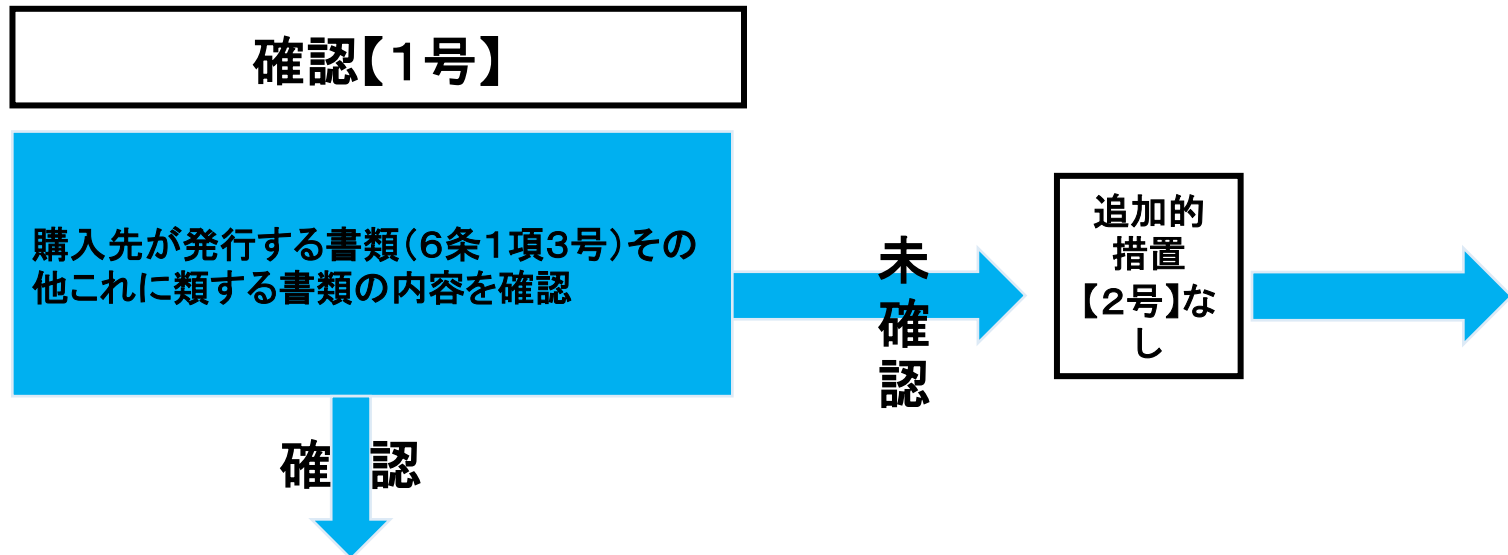 確認【１号】
購入先が発行する書類（６条１項３号）その
他これに類する書類の内容を確認
未確認
追加的
措置
【２号】な
し
確認